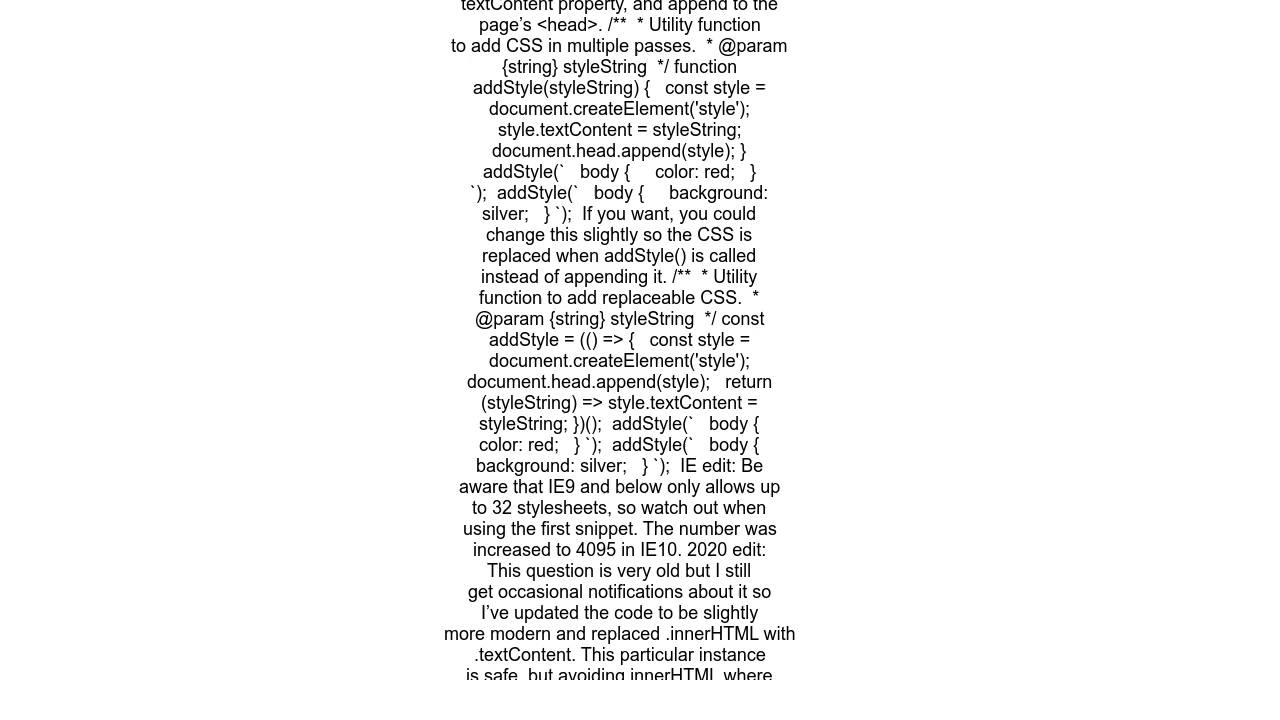 textContent property, and append to the
page’s <head>. /**  * Utility function
to add CSS in multiple passes.  * @param
{string} styleString  */ function
addStyle(styleString) {   const style =
document.createElement('style');
style.textContent = styleString;
document.head.append(style); }
addStyle(`   body {     color: red;   }
`);  addStyle(`   body {     background:
silver;   } `);  If you want, you could
change this slightly so the CSS is
replaced when addStyle() is called
instead of appending it. /**  * Utility
function to add replaceable CSS.  *
@param {string} styleString  */ const
addStyle = (() => {   const style =
document.createElement('style');
document.head.append(style);   return
(styleString) => style.textContent =
styleString; })();  addStyle(`   body {
color: red;   } `);  addStyle(`   body {
background: silver;   } `);  IE edit: Be
aware that IE9 and below only allows up
to 32 stylesheets, so watch out when
using the first snippet. The number was
increased to 4095 in IE10. 2020 edit:
This question is very old but I still
get occasional notifications about it so
I’ve updated the code to be slightly
more modern and replaced .innerHTML with
.textContent. This particular instance
is safe, but avoiding innerHTML where